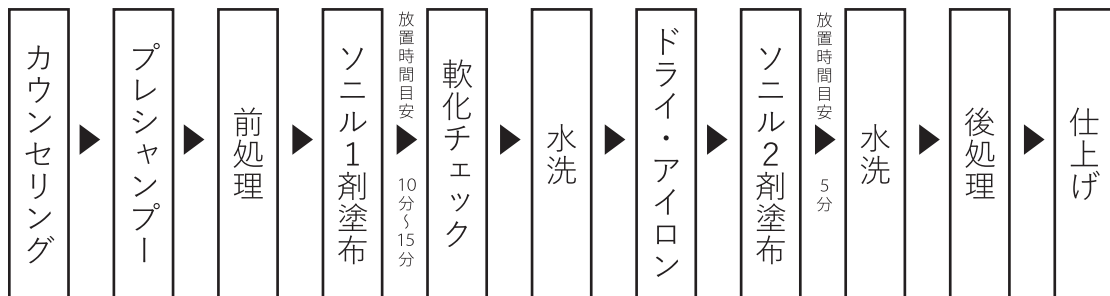 カウンセリング
プレシャンプー
前処理
ソニル1剤塗布
放置時間目安 10分～15分
軟化チェック
水洗
ドライ・アイロン
ソニル2剤塗布
放置時間目安 5分
水洗
後処理
仕上げ